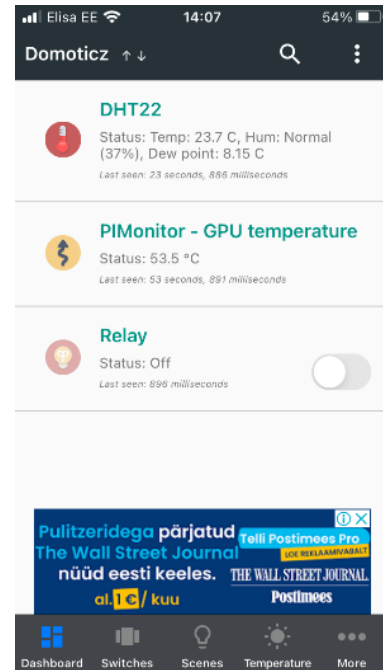 Elisa EE 14:07 54%
Domoticz ↑↓
DHT22
Status: Temp: 23.7 C, Hum: Normal
(37%), Dew point: 8.15 C
Last seen: 23 seconds, 886 milliseconds
PIMonitor - GPU temperature
Status: 53.5 °C
Last seen: 53 seconds, 891 milliseconds
Relay
Status: Off
Last seen: 896 milliseconds
Pulitzeridega pärjatud
The Wall Street Journal
nüüd eesti keeles.
al. 1€ / kuu
Telli Postimees Pro
LOE REKLAAMIVABALT
THE WALL STREET JOURNAL.
Postimees
Dashboard Switches Scenes Temperature More